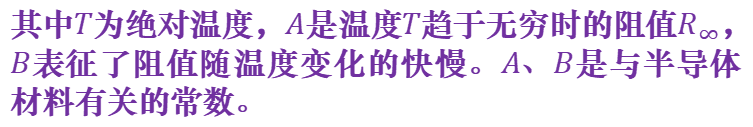 其中T为绝对温度，A是温度T趋于无穷时的阻值R∞，
B表征了阻值随温度变化的快慢。A、B是与半导体
材料有关的常数。